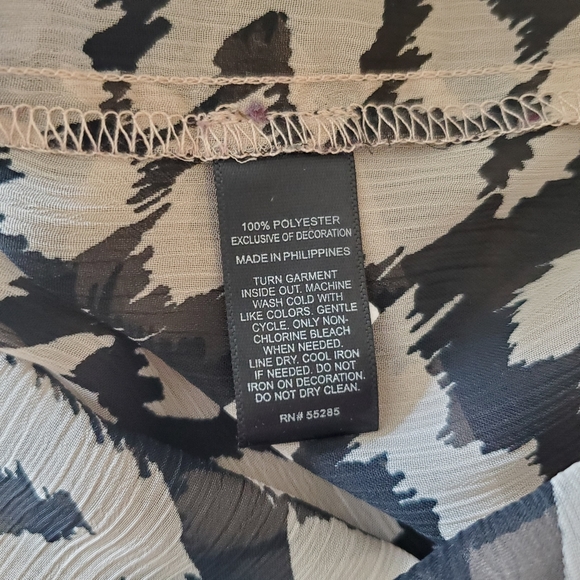 100% POLYESTER
EXCLUSIVE OF DECORATION
MADE IN PHILIPPINES
TURN GARMENT
INSIDE OUT. MACHINE
WASH COLD WITH
LIKE COLORS. GENTLE
CYCLE. ONLY NON-
CHLORINE BLEACH
WHEN NEEDED.
LINE DRY. COOL IRON
IF NEEDED. DO NOT
IRON ON DECORATION.
DO NOT DRY CLEAN.
RN# 55285